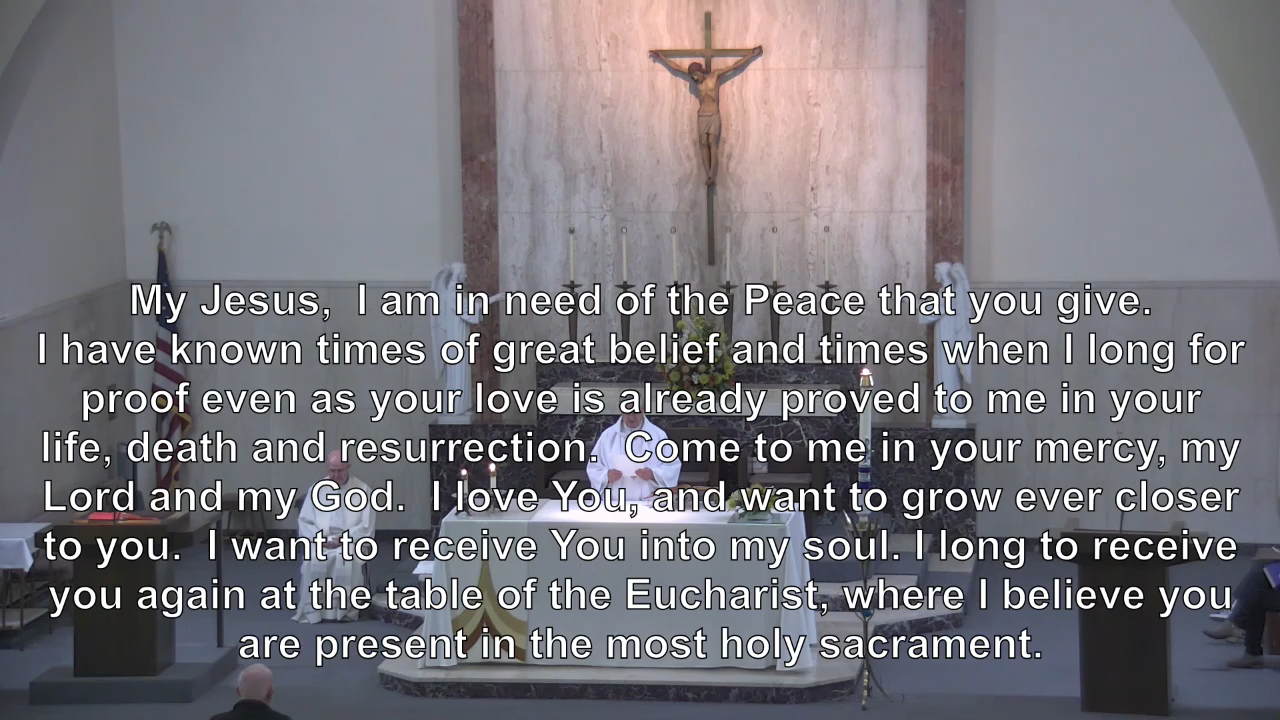 My Jesus,  I am in need of the Peace that you give.
I have known times of great belief and times when I long for
proof even as your love is already proved to me in your
life, death and resurrection.  Come to me in your mercy, my
Lord and my God.  I love You, and want to grow ever closer
to you.  I want to receive You into my soul. I long to receive
you again at the table of the Eucharist, where I believe you
are present in the most holy sacrament.